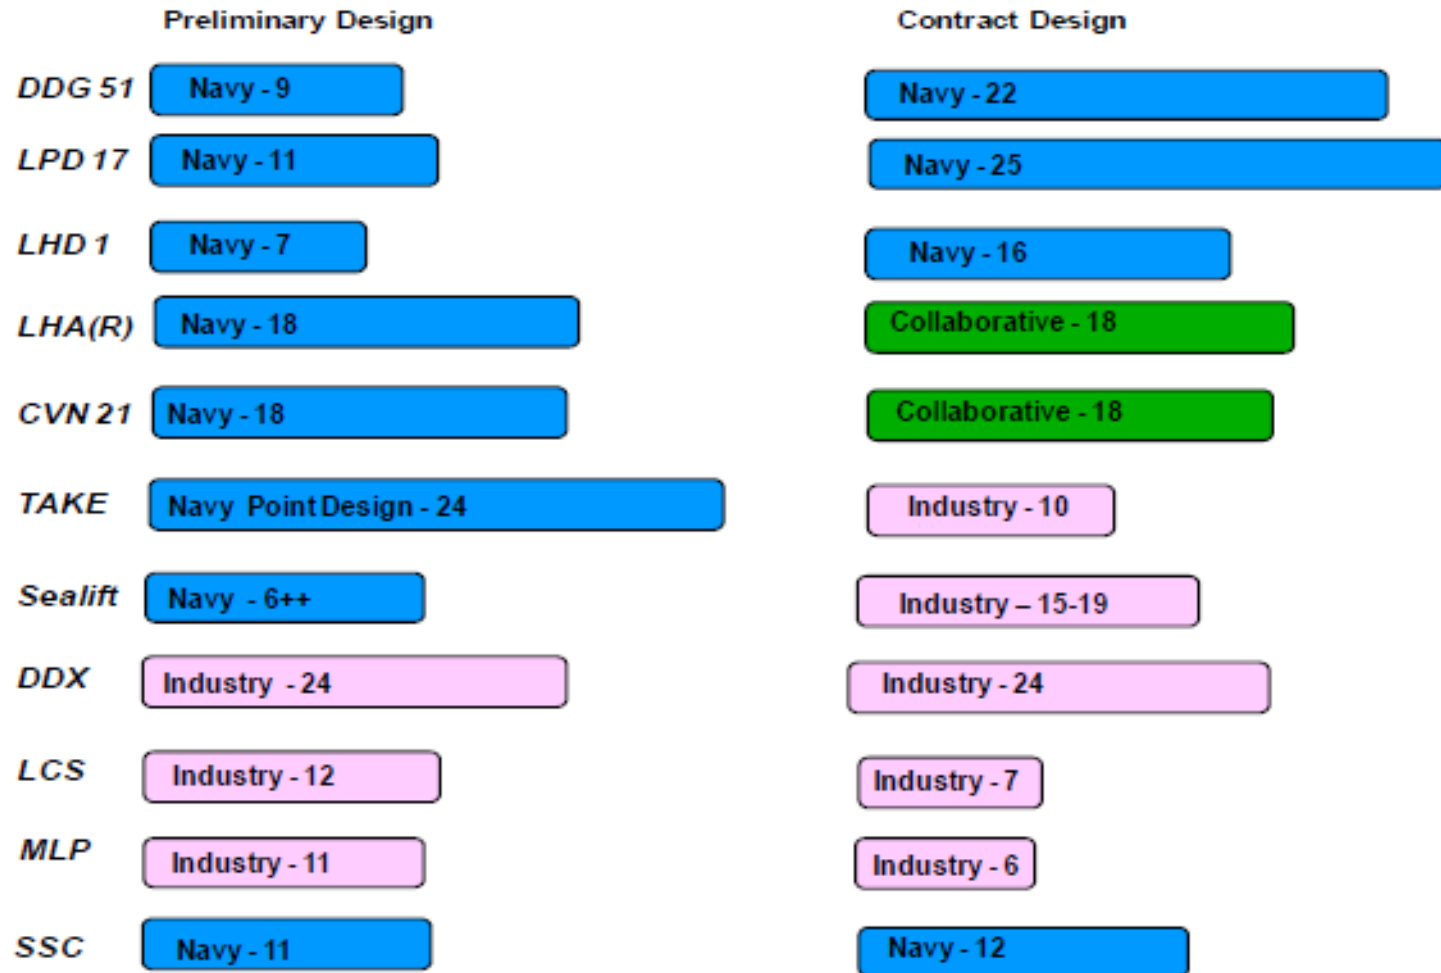 Preliminary Design Contract Design
DDG 51 Navy - 9 Navy - 22
LPD 17 Navy - 11 Navy - 25
LHD 1 Navy - 7 Navy - 16
LHA(R) Navy - 18 Collaborative - 18
CVN 21 Navy - 18 Collaborative - 18
TAKE Navy Point Design - 24 Industry - 10
Sealift Navy - 6++ Industry – 15-19
DDX Industry - 24 Industry - 24
LCS Industry - 12 Industry - 7
MLP Industry - 11 Industry - 6
SSC Navy - 11 Navy - 12